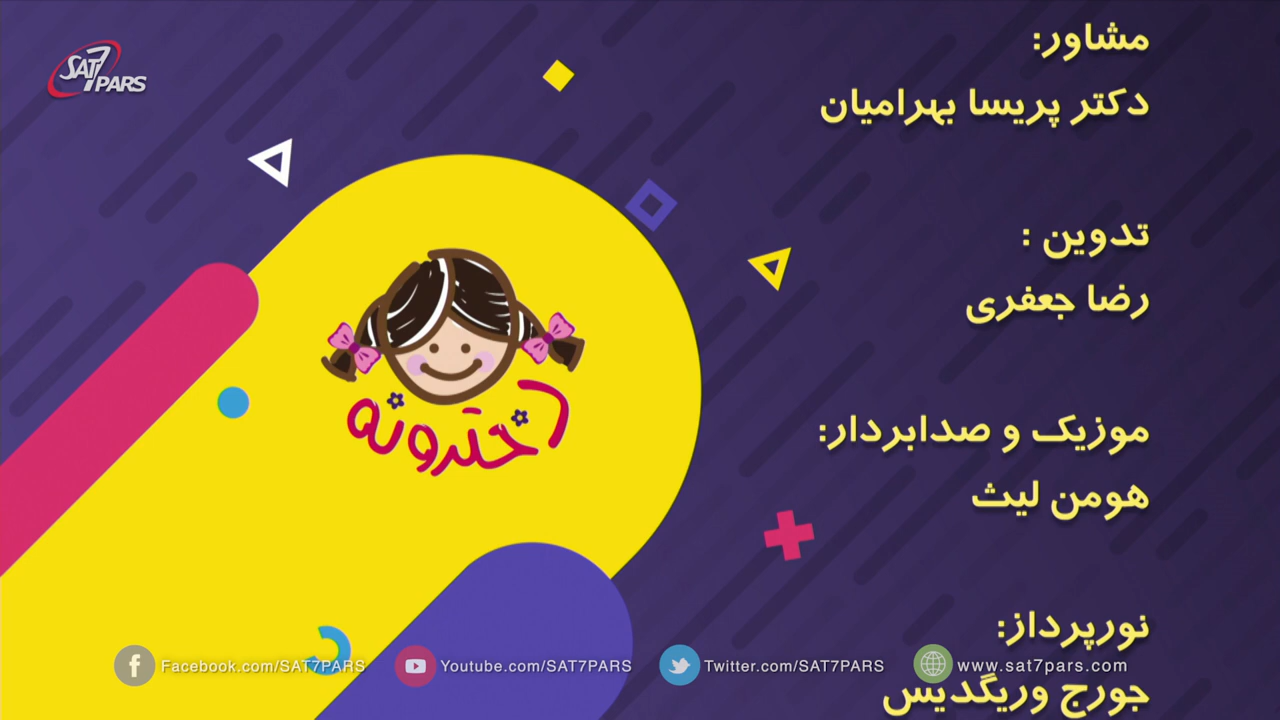 SAT7PARS
مشاور:
دکتر پریسا بهرامیان
تدوین :
رضا جعفری
موزیک و صدابردار:
هومن لیث
نورپرداز:
جورج وریگدیس
دخترونه
Facebook.com/SAT7PARS
Youtube.com/SAT7PARS
Twitter.com/SAT7PARS
www.sat7pars.com